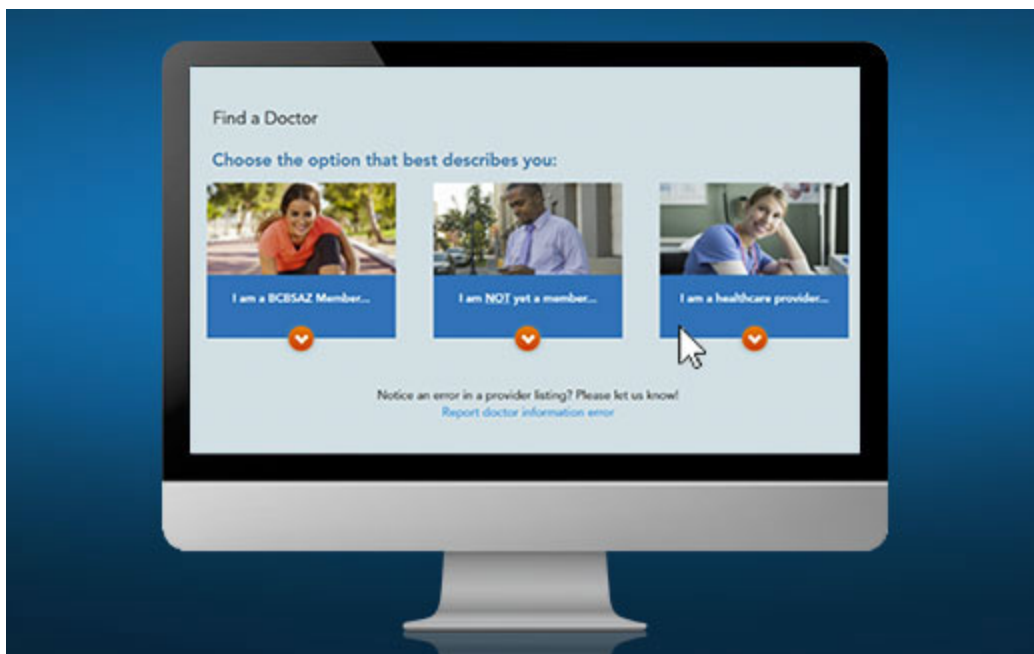 Find a Doctor
Choose the option that best describes you:
I am a BCBSAZ Member...
I am NOT yet a member...
I am a healthcare provider...
Notice an error in a provider listing? Please let us know!
Report doctor information error